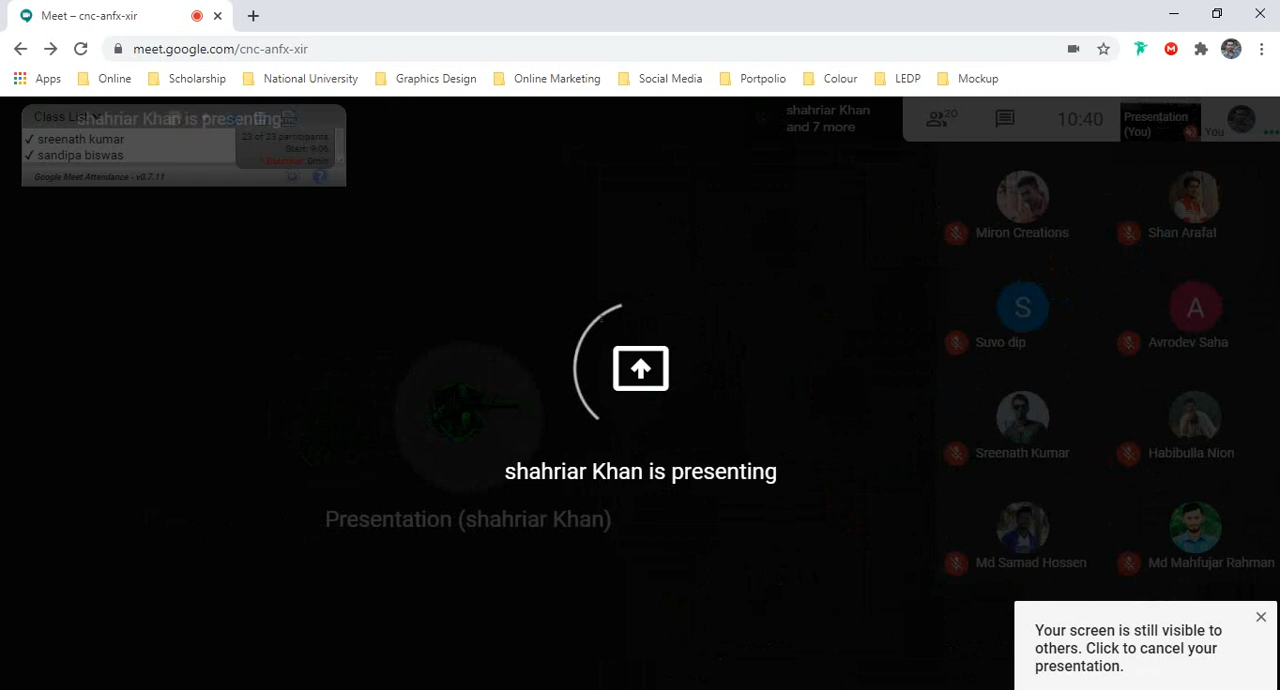 Meet – cnc-anfx-xir
meet.google.com/cnc-anfx-xir
Apps Online Scholarship National University Graphics Design Online Marketing Social Media Portpolio Colour LEDP Mockup
Class List
shahriar Khan is presenting
✓ sreenath kumar
✓ sandipa biswas
23 of 23 participants
Start: 9:06
0min
Google Meet Attendance - v0.7.11
shahriar Khan
and 7 more
20
10:40
Presentation
(You)
You
Miron Creations
Shan Arafat
Suvo dip
Avrodev Saha
Sreenath Kumar
Habibulla Nion
Md Samad Hossen
Md Mahfujar Rahman
S
A
shahriar Khan is presenting
Presentation (shahriar Khan)
Your screen is still visible to
others. Click to cancel your
presentation.